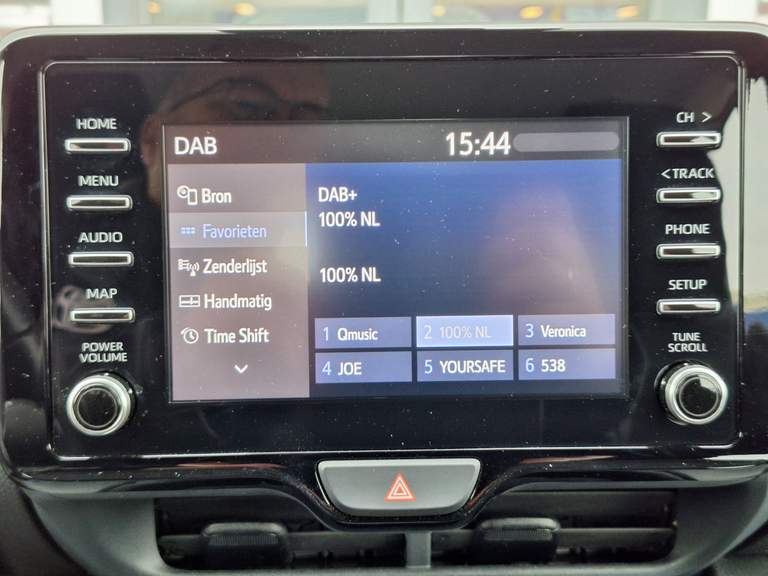 HOME
MENU
AUDIO
MAP
POWER
VOLUME
DAB 15:44
Bron
Favorieten
Zenderlijst
Handmatig
Time Shift
DAB+
100% NL
100% NL
1 Qmusic
2 100% NL
3 Veronica
4 JOE
5 YOURSAFE
6 538
CH >
< TRACK
PHONE
SETUP
TUNE
SCROLL